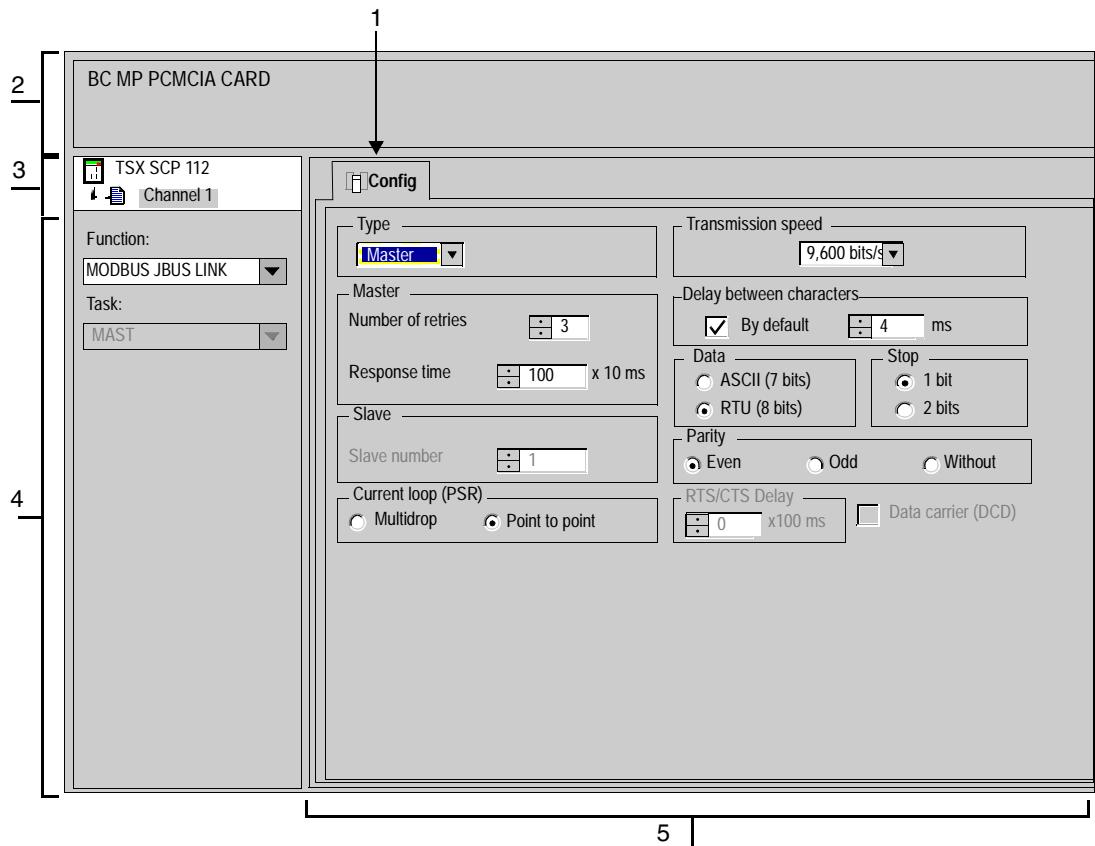 1
2
BC MP PCMCIA CARD
3
TSX SCP 112
Channel 1
Config
Function:
MODBUS JBUS LINK
Task:
MAST
Type
Master
Transmission speed
9,600 bits/s
Master
Number of retries
3
Response time
100 x 10 ms
Delay between characters
By default
4 ms
Data
ASCII (7 bits)
RTU (8 bits)
Stop
1 bit
2 bits
Slave
Slave number
1
Parity
Even Odd Without
4
Current loop (PSR)
Multidrop Point to point
RTS/CTS Delay
0 x100 ms
Data carrier (DCD)
5